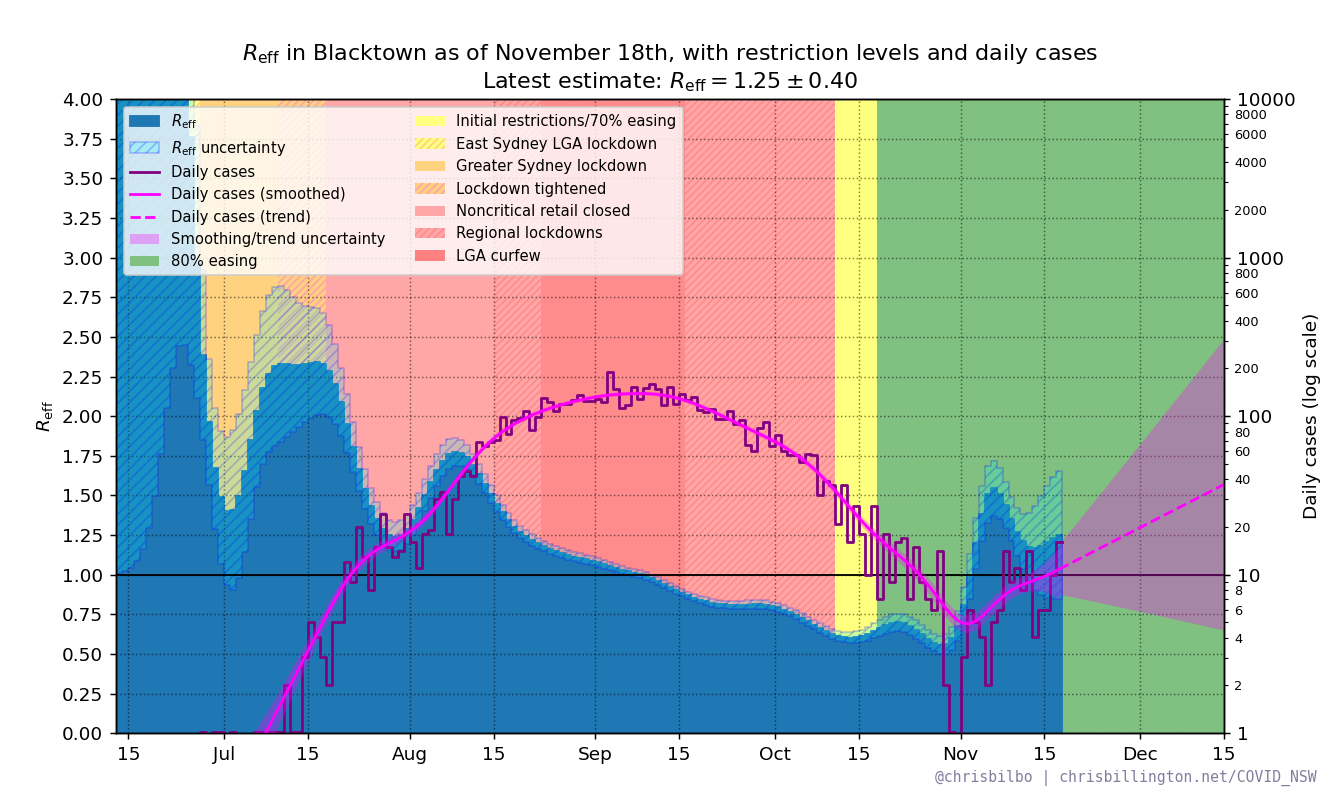 R_eff in Blacktown as of November 18th, with restriction levels and daily cases
Latest estimate: R_eff = 1.25 ± 0.40
R_eff
R_eff uncertainty
Daily cases
Daily cases (smoothed)
Daily cases (trend)
Smoothing/trend uncertainty
80% easing
Initial restrictions/70% easing
East Sydney LGA lockdown
Greater Sydney lockdown
Lockdown tightened
Noncritical retail closed
Regional lockdowns
LGA curfew
R_eff
4.00
3.75
3.50
3.25
3.00
2.75
2.50
2.25
2.00
1.75
1.50
1.25
1.00
0.75
0.50
0.25
0.00
10000
8000
6000
4000
2000
1000
800
600
400
200
100
80
60
40
20
10
8
6
4
2
1
Daily cases (log scale)
15 Jul 15 Aug 15 Sep 15 Oct 15 Nov 15 Dec 15
@chrisbilbo | chrisbillington.net/COVID_NSW